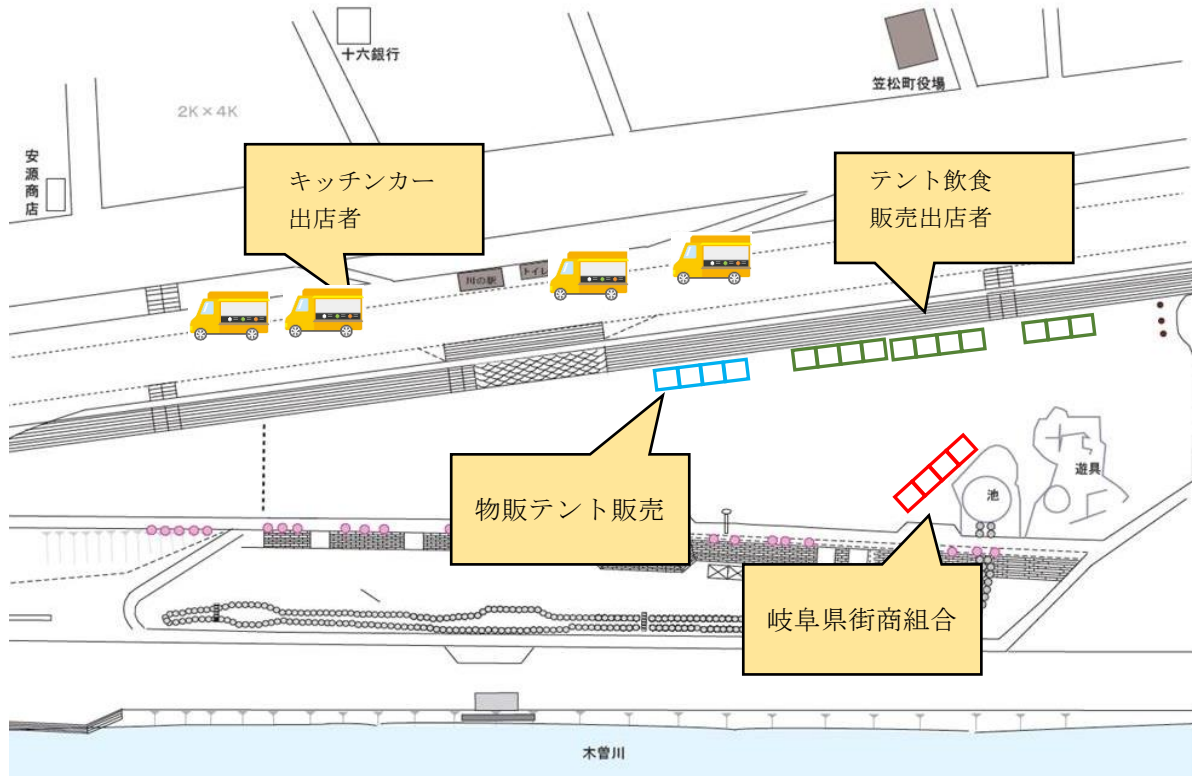 十六銀行
笠松町役場
2K×4K
安源商店
キッチンカー
出店者
テント飲食
販売出店者
川の駅
トイレ
物販テント販売
遊具
池
岐阜県街商組合
木曽川